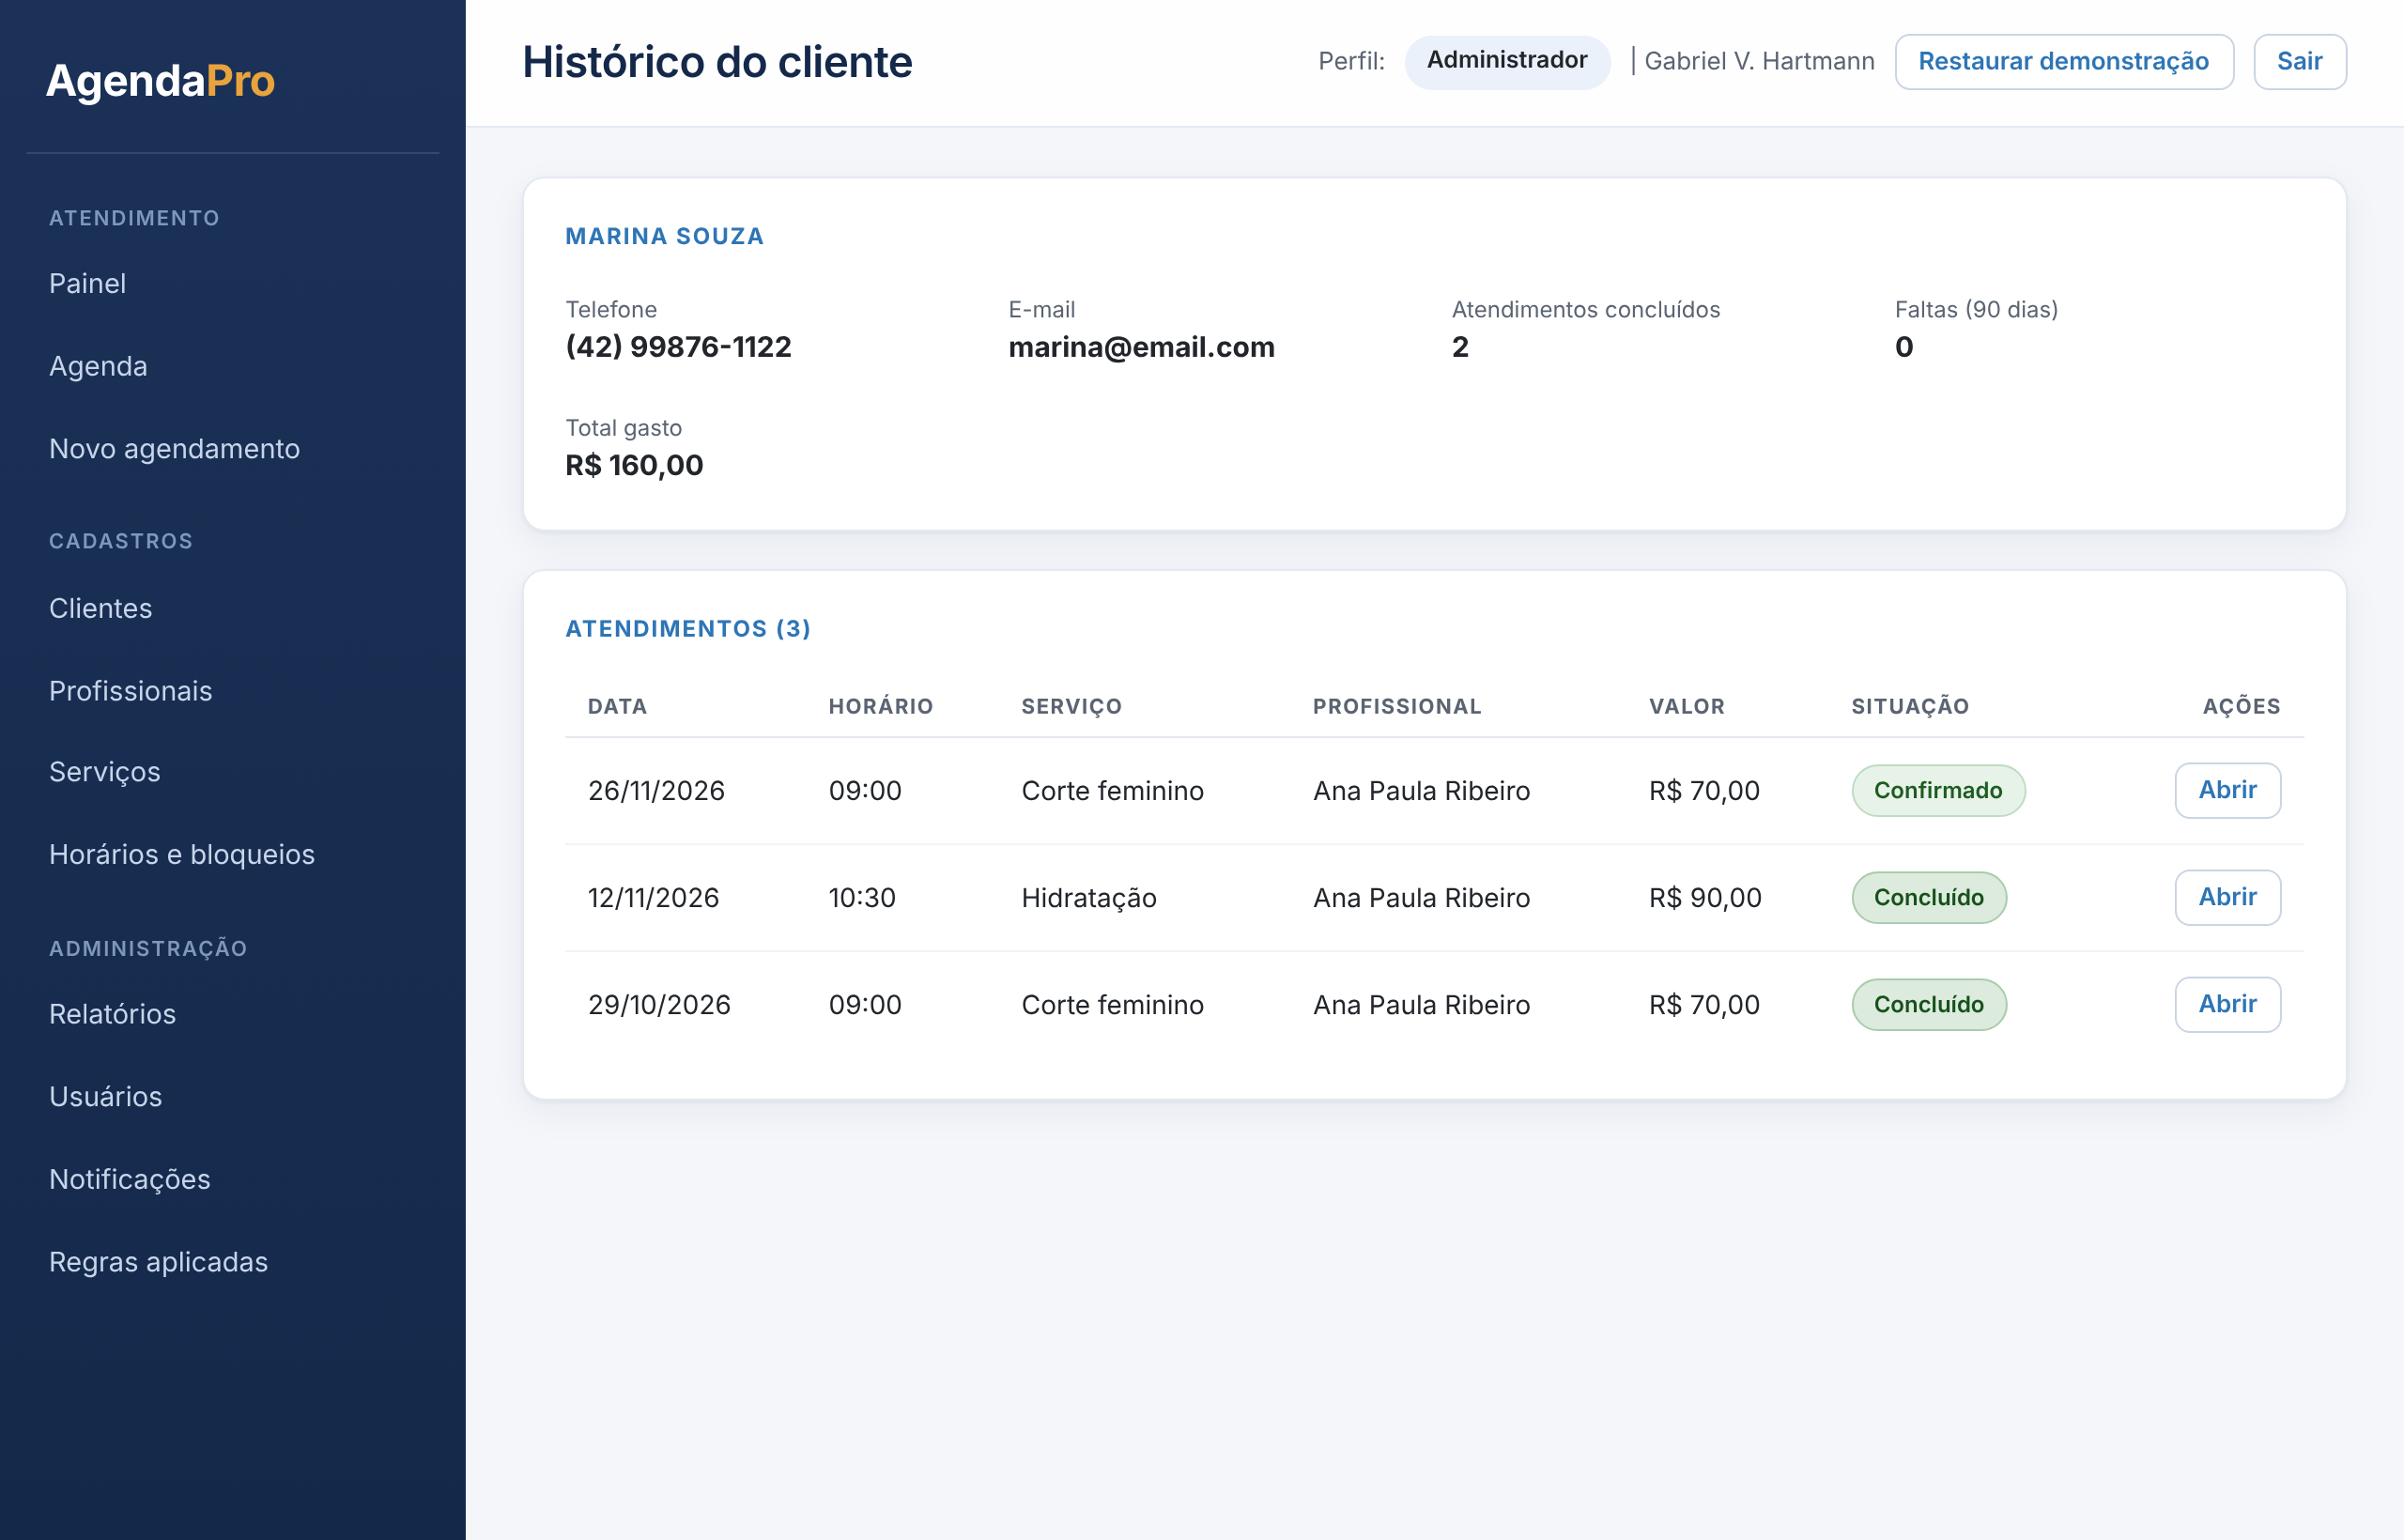 AgendaPro
ATENDIMENTO
Painel
Agenda
Novo agendamento
CADASTROS
Clientes
Profissionais
Serviços
Horários e bloqueios
ADMINISTRAÇÃO
Relatórios
Usuários
Notificações
Regras aplicadas
Histórico do cliente
Perfil: Administrador | Gabriel V. Hartmann Restaurar demonstração Sair
MARINA SOUZA
Telefone E-mail Atendimentos concluídos Faltas (90 dias)
(42) 99876-1122 marina@email.com 2 0
Total gasto
R$ 160,00
ATENDIMENTOS (3)
DATA HORÁRIO SERVIÇO PROFISSIONAL VALOR SITUAÇÃO AÇÕES
26/11/2026 09:00 Corte feminino Ana Paula Ribeiro R$ 70,00 Confirmado Abrir
12/11/2026 10:30 Hidratação Ana Paula Ribeiro R$ 90,00 Concluído Abrir
29/10/2026 09:00 Corte feminino Ana Paula Ribeiro R$ 70,00 Concluído Abrir